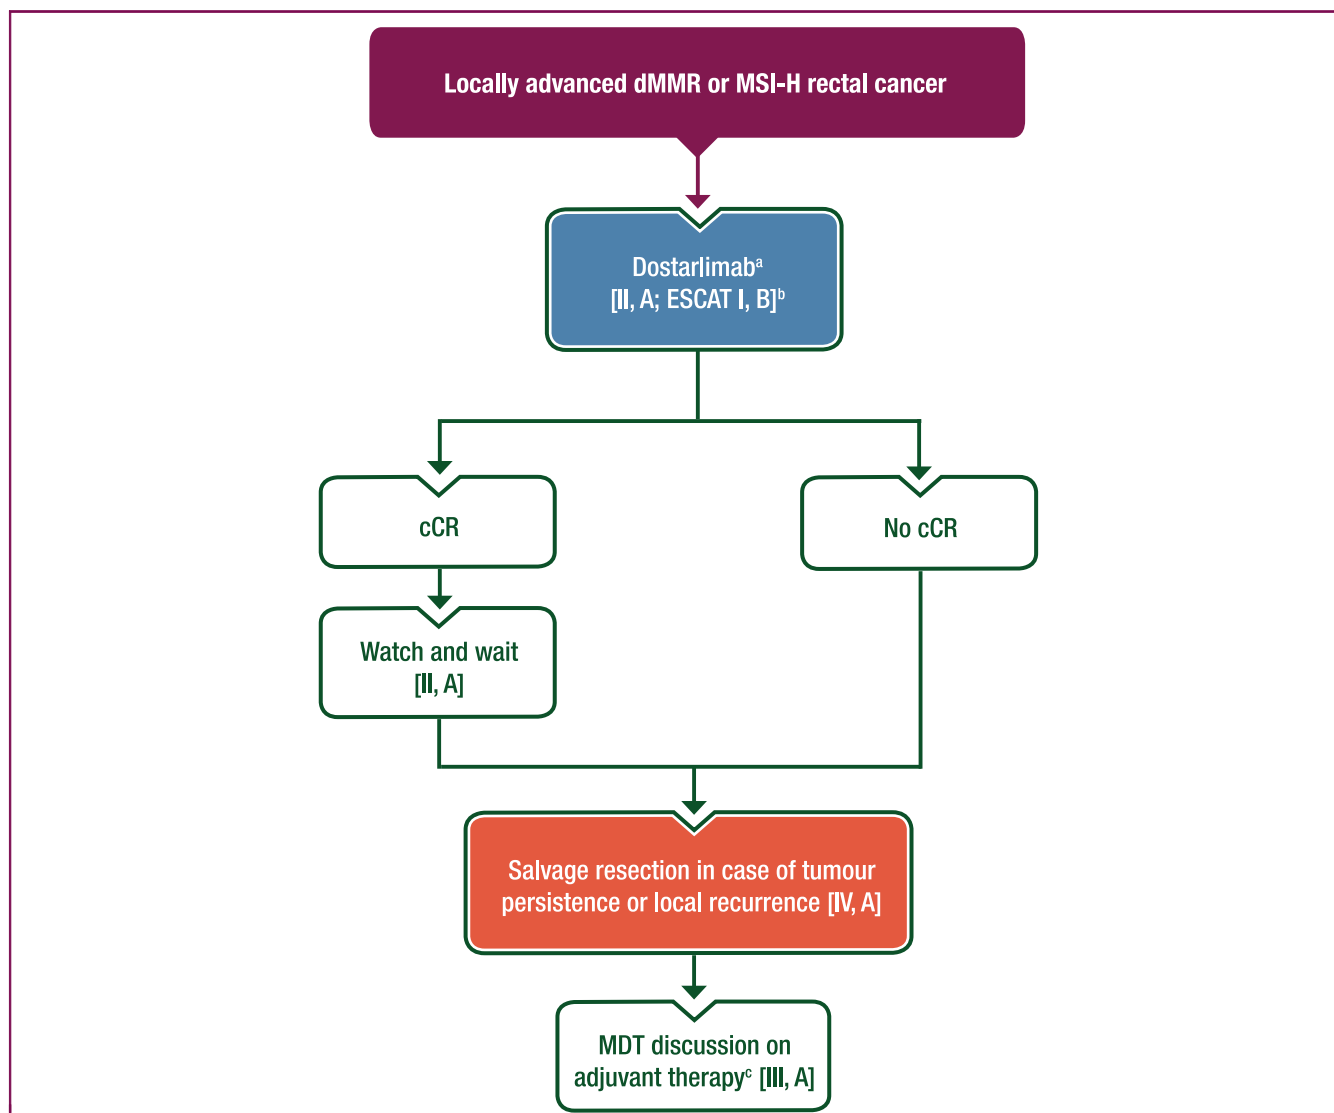 Locally advanced dMMR or MSI-H rectal cancer
Dostarlimabᵃ
[II, A; ESCAT I, B]ᵇ
cCR
No cCR
Watch and wait
[II, A]
Salvage resection in case of tumour
persistence or local recurrence [IV, A]
MDT discussion on
adjuvant therapyᶜ [III, A]